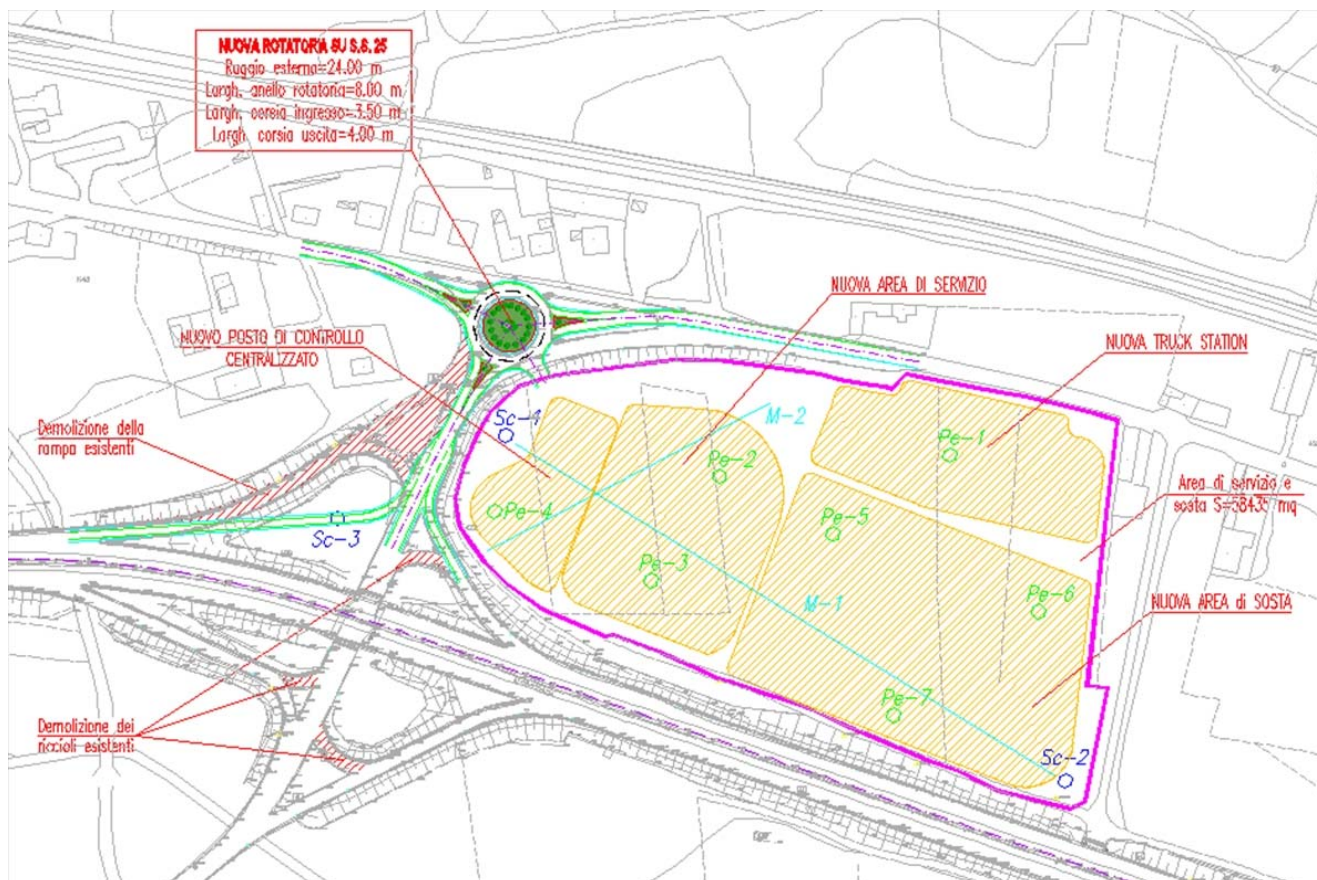 NUOVA ROTATORIA SU S.S. 25
Raggio esterno=24.00 m
Largh. anello rotatoria=8.00 m
Largh. corsia ingresso=3.50 m
Largh. corsia uscita=4.00 m
NUOVA AREA DI SERVIZIO
NUOVO POSTO DI CONTROLLO
CENTRALIZZATO
NUOVA TRUCK STATION
Demolizione della
rampa esistenti
Sc-4
M-2
Pe-1
Pe-2
Area di servizio e
sosta S=58435 mq
Pe-4
Pe-5
Sc-3
Pe-3
M-1
Pe-6
NUOVA AREA di SOSTA
Pe-7
Demolizione dei
riccioli esistenti
Sc-2